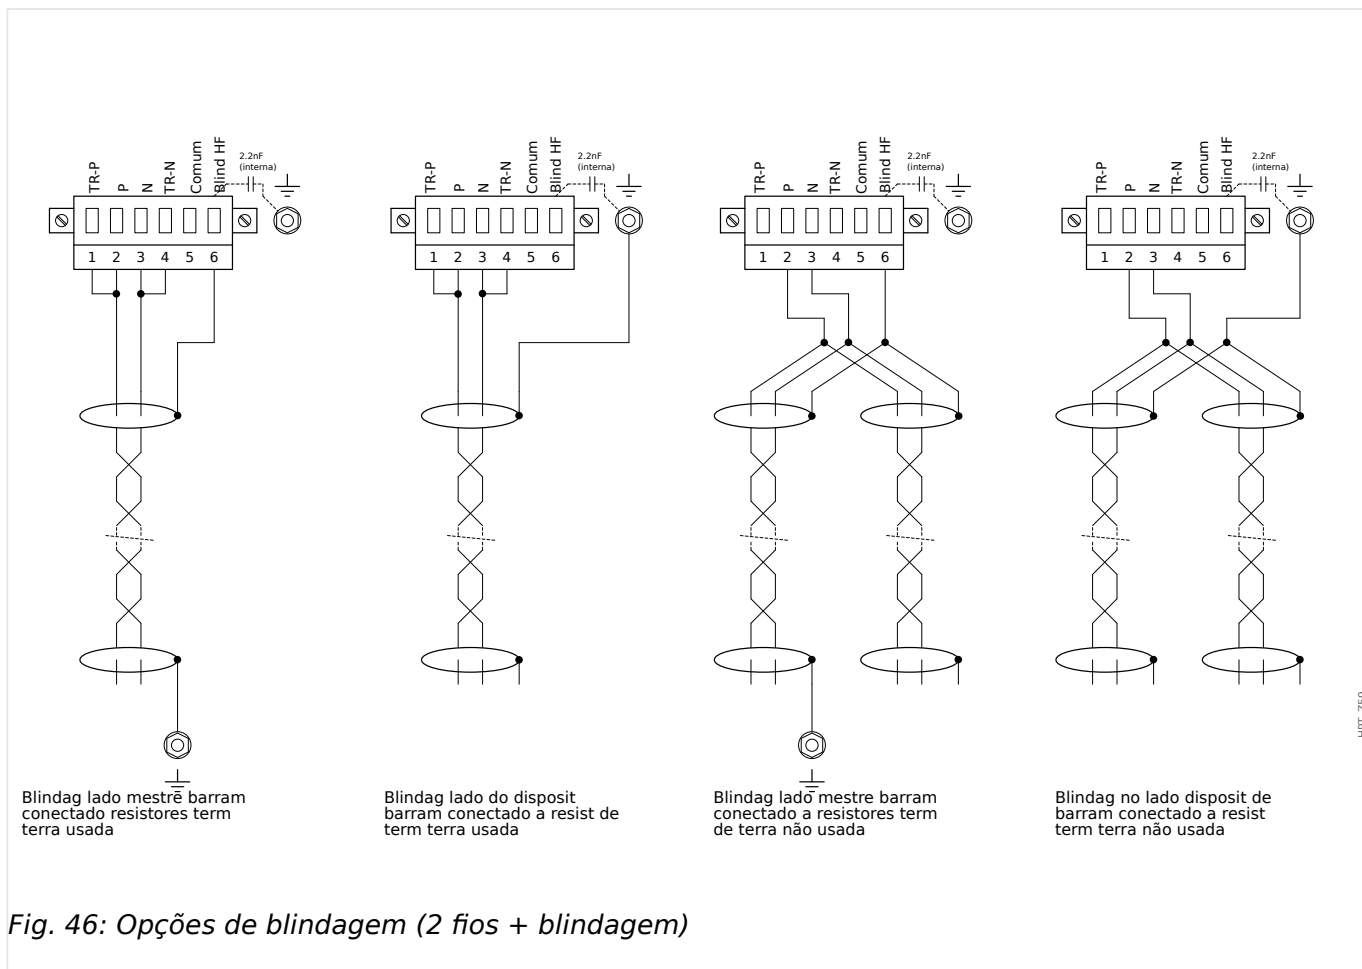 TR-P P N TR-N Comum Blind HF
2.2nF
(interna)
1 2 3 4 5 6
TR-P P N TR-N Comum Blind HF
2.2nF
(interna)
1 2 3 4 5 6
TR-P P N TR-N Comum Blind HF
2.2nF
(interna)
1 2 3 4 5 6
TR-P P N TR-N Comum Blind HF
2.2nF
(interna)
1 2 3 4 5 6
Blindag lado mestre barram
conectado resistores term
terra usada
Blindag lado do disposit
barram conectado a resist de
term terra usada
Blindag lado mestre barram
conectado a resistores term
de terra não usada
Blindag no lado disposit de
barram conectado a resist
term terra não usada
Fig. 46: Opções de blindagem (2 fios + blindagem)